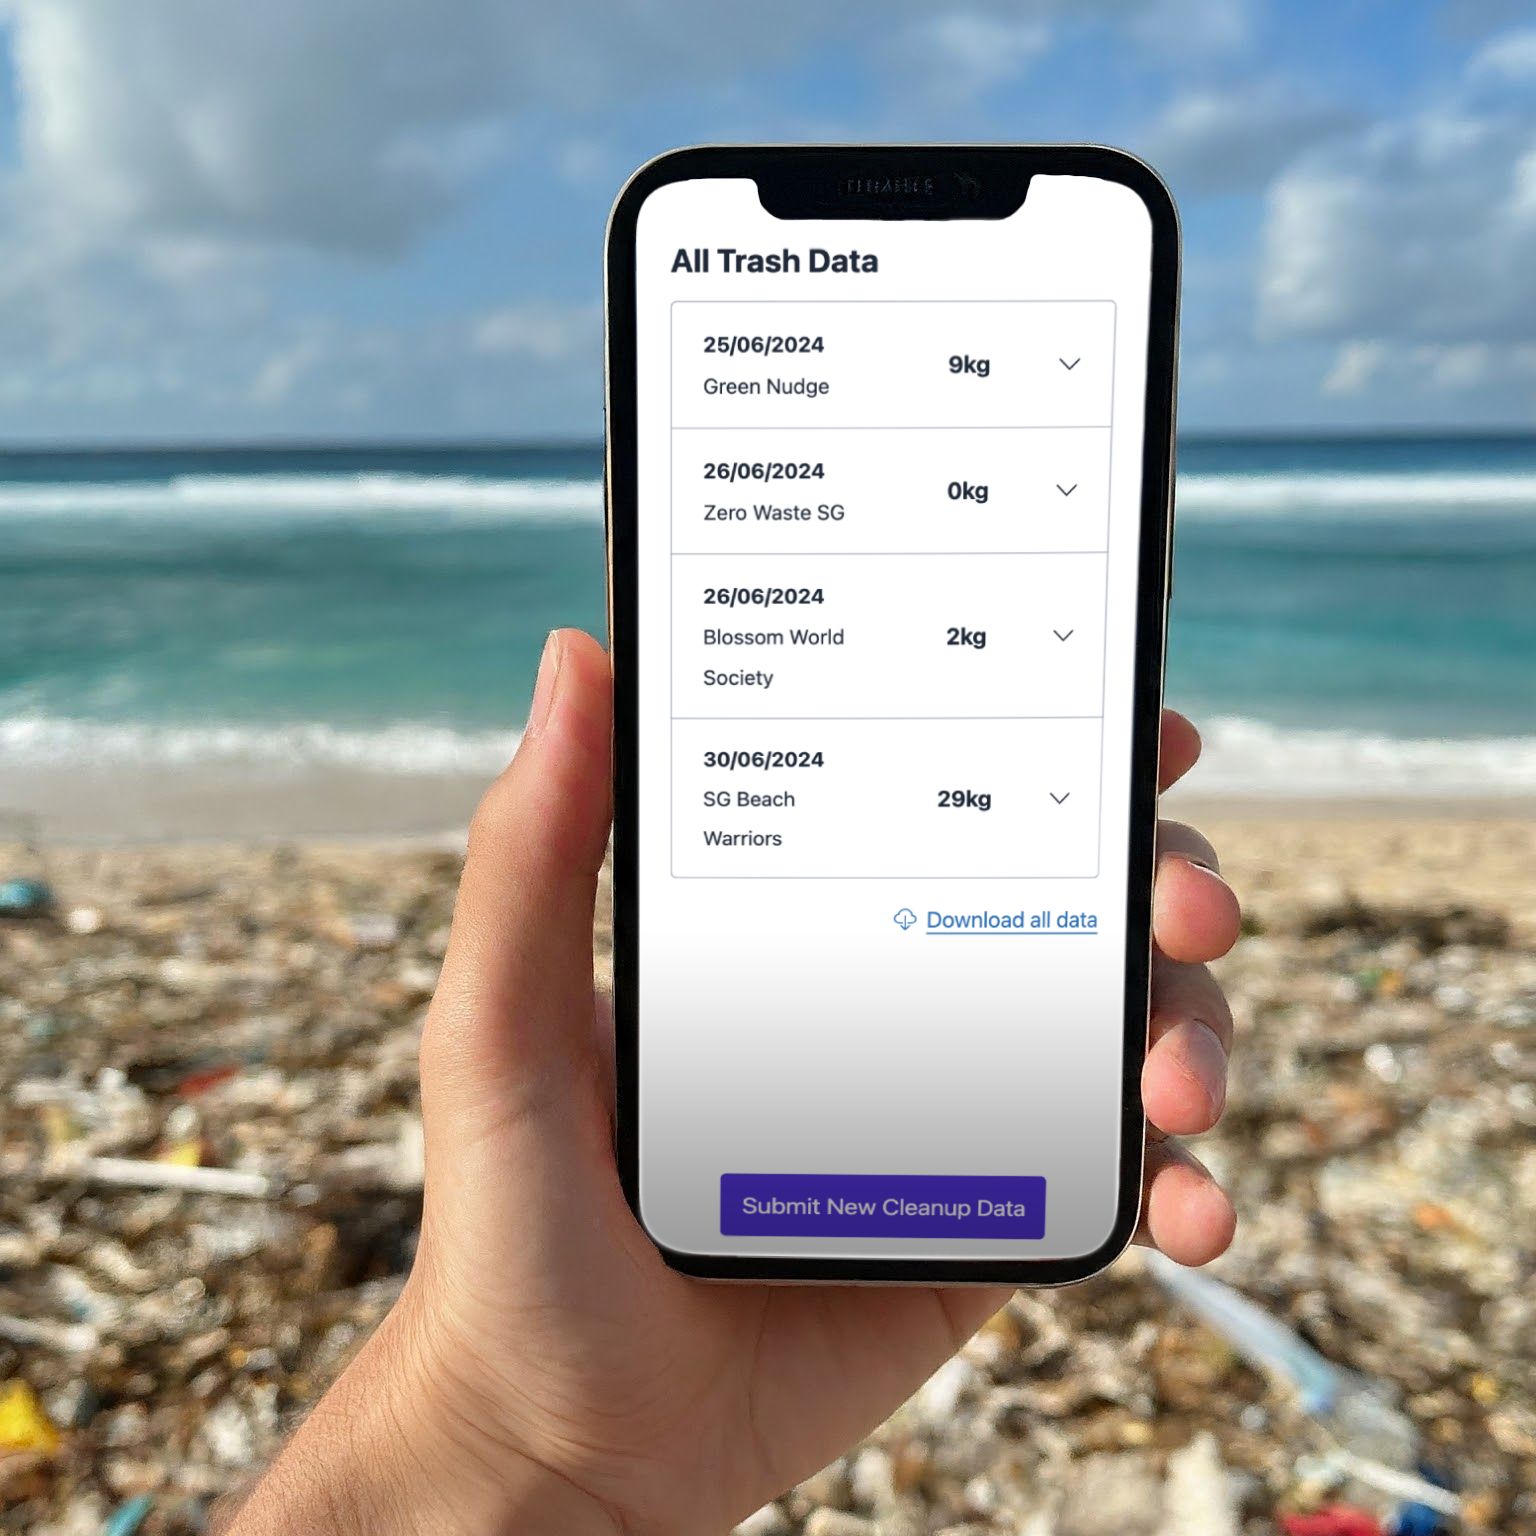 All Trash Data
25/06/2024
Green Nudge
9kg
26/06/2024
Zero Waste SG
0kg
26/06/2024
Blossom World
Society
2kg
30/06/2024
SG Beach
Warriors
29kg
Download all data
Submit New Cleanup Data